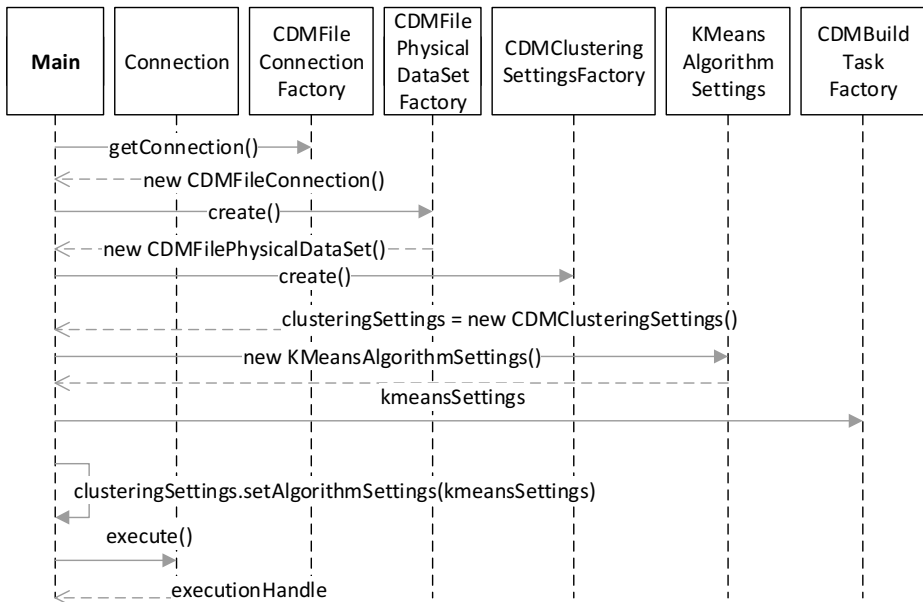 Main
Connection
CDMFile
Connection
Factory
CDMFile
Physical
DataSet
Factory
CDMClustering
SettingsFactory
KMeans
Algorithm
Settings
CDMBuild
Task
Factory
getConnection()
new CDMFileConnection()
create()
new CDMFilePhysicalDataSet()
create()
clusteringSettings = new CDMClusteringSettings()
new KMeansAlgorithmSettings()
kmeansSettings
clusteringSettings.setAlgorithmSettings(kmeansSettings)
execute()
executionHandle